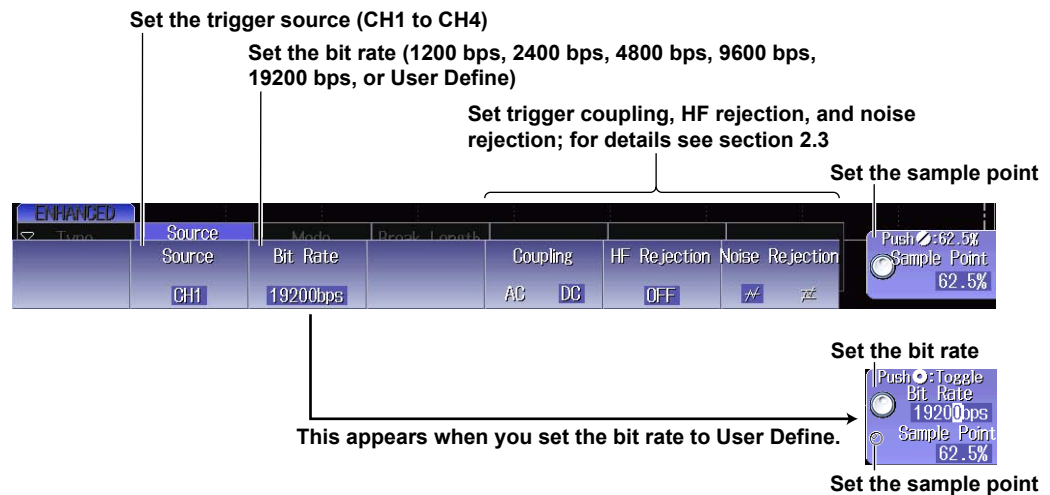 Set the trigger source (CH1 to CH4)
Set the bit rate (1200 bps, 2400 bps, 4800 bps, 9600 bps,
19200 bps, or User Define)
Set trigger coupling, HF rejection, and noise
rejection; for details see section 2.3
Set the sample point
ENHANCED
Type Source Mode Break Length
Source Bit Rate Coupling HF Rejection Noise Rejection
CH1 19200bps AC DC OFF
Push :62.5%
Sample Point
62.5%
Set the bit rate
Push :Toggle
Bit Rate
19200bps
Sample Point
62.5%
This appears when you set the bit rate to User Define.
Set the sample point